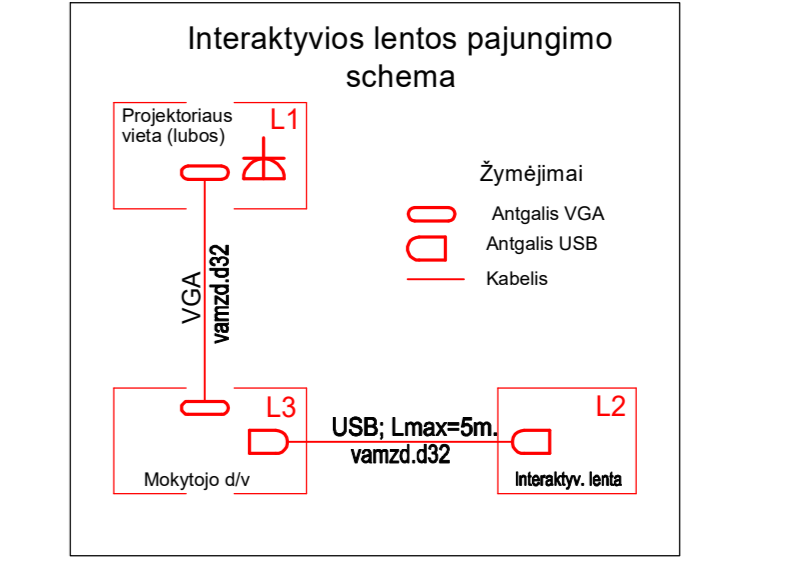 Interaktyvios lentos pajungimo
schema
Projektoriaus
vieta (lubos)
L1
Žymėjimai
Antgalis VGA
Antgalis USB
Kabelis
VGA
vamzd.d32
L3
Mokytojo d/v
USB; Lmax=5m.
vamzd.d32
L2
Interaktyv. lenta